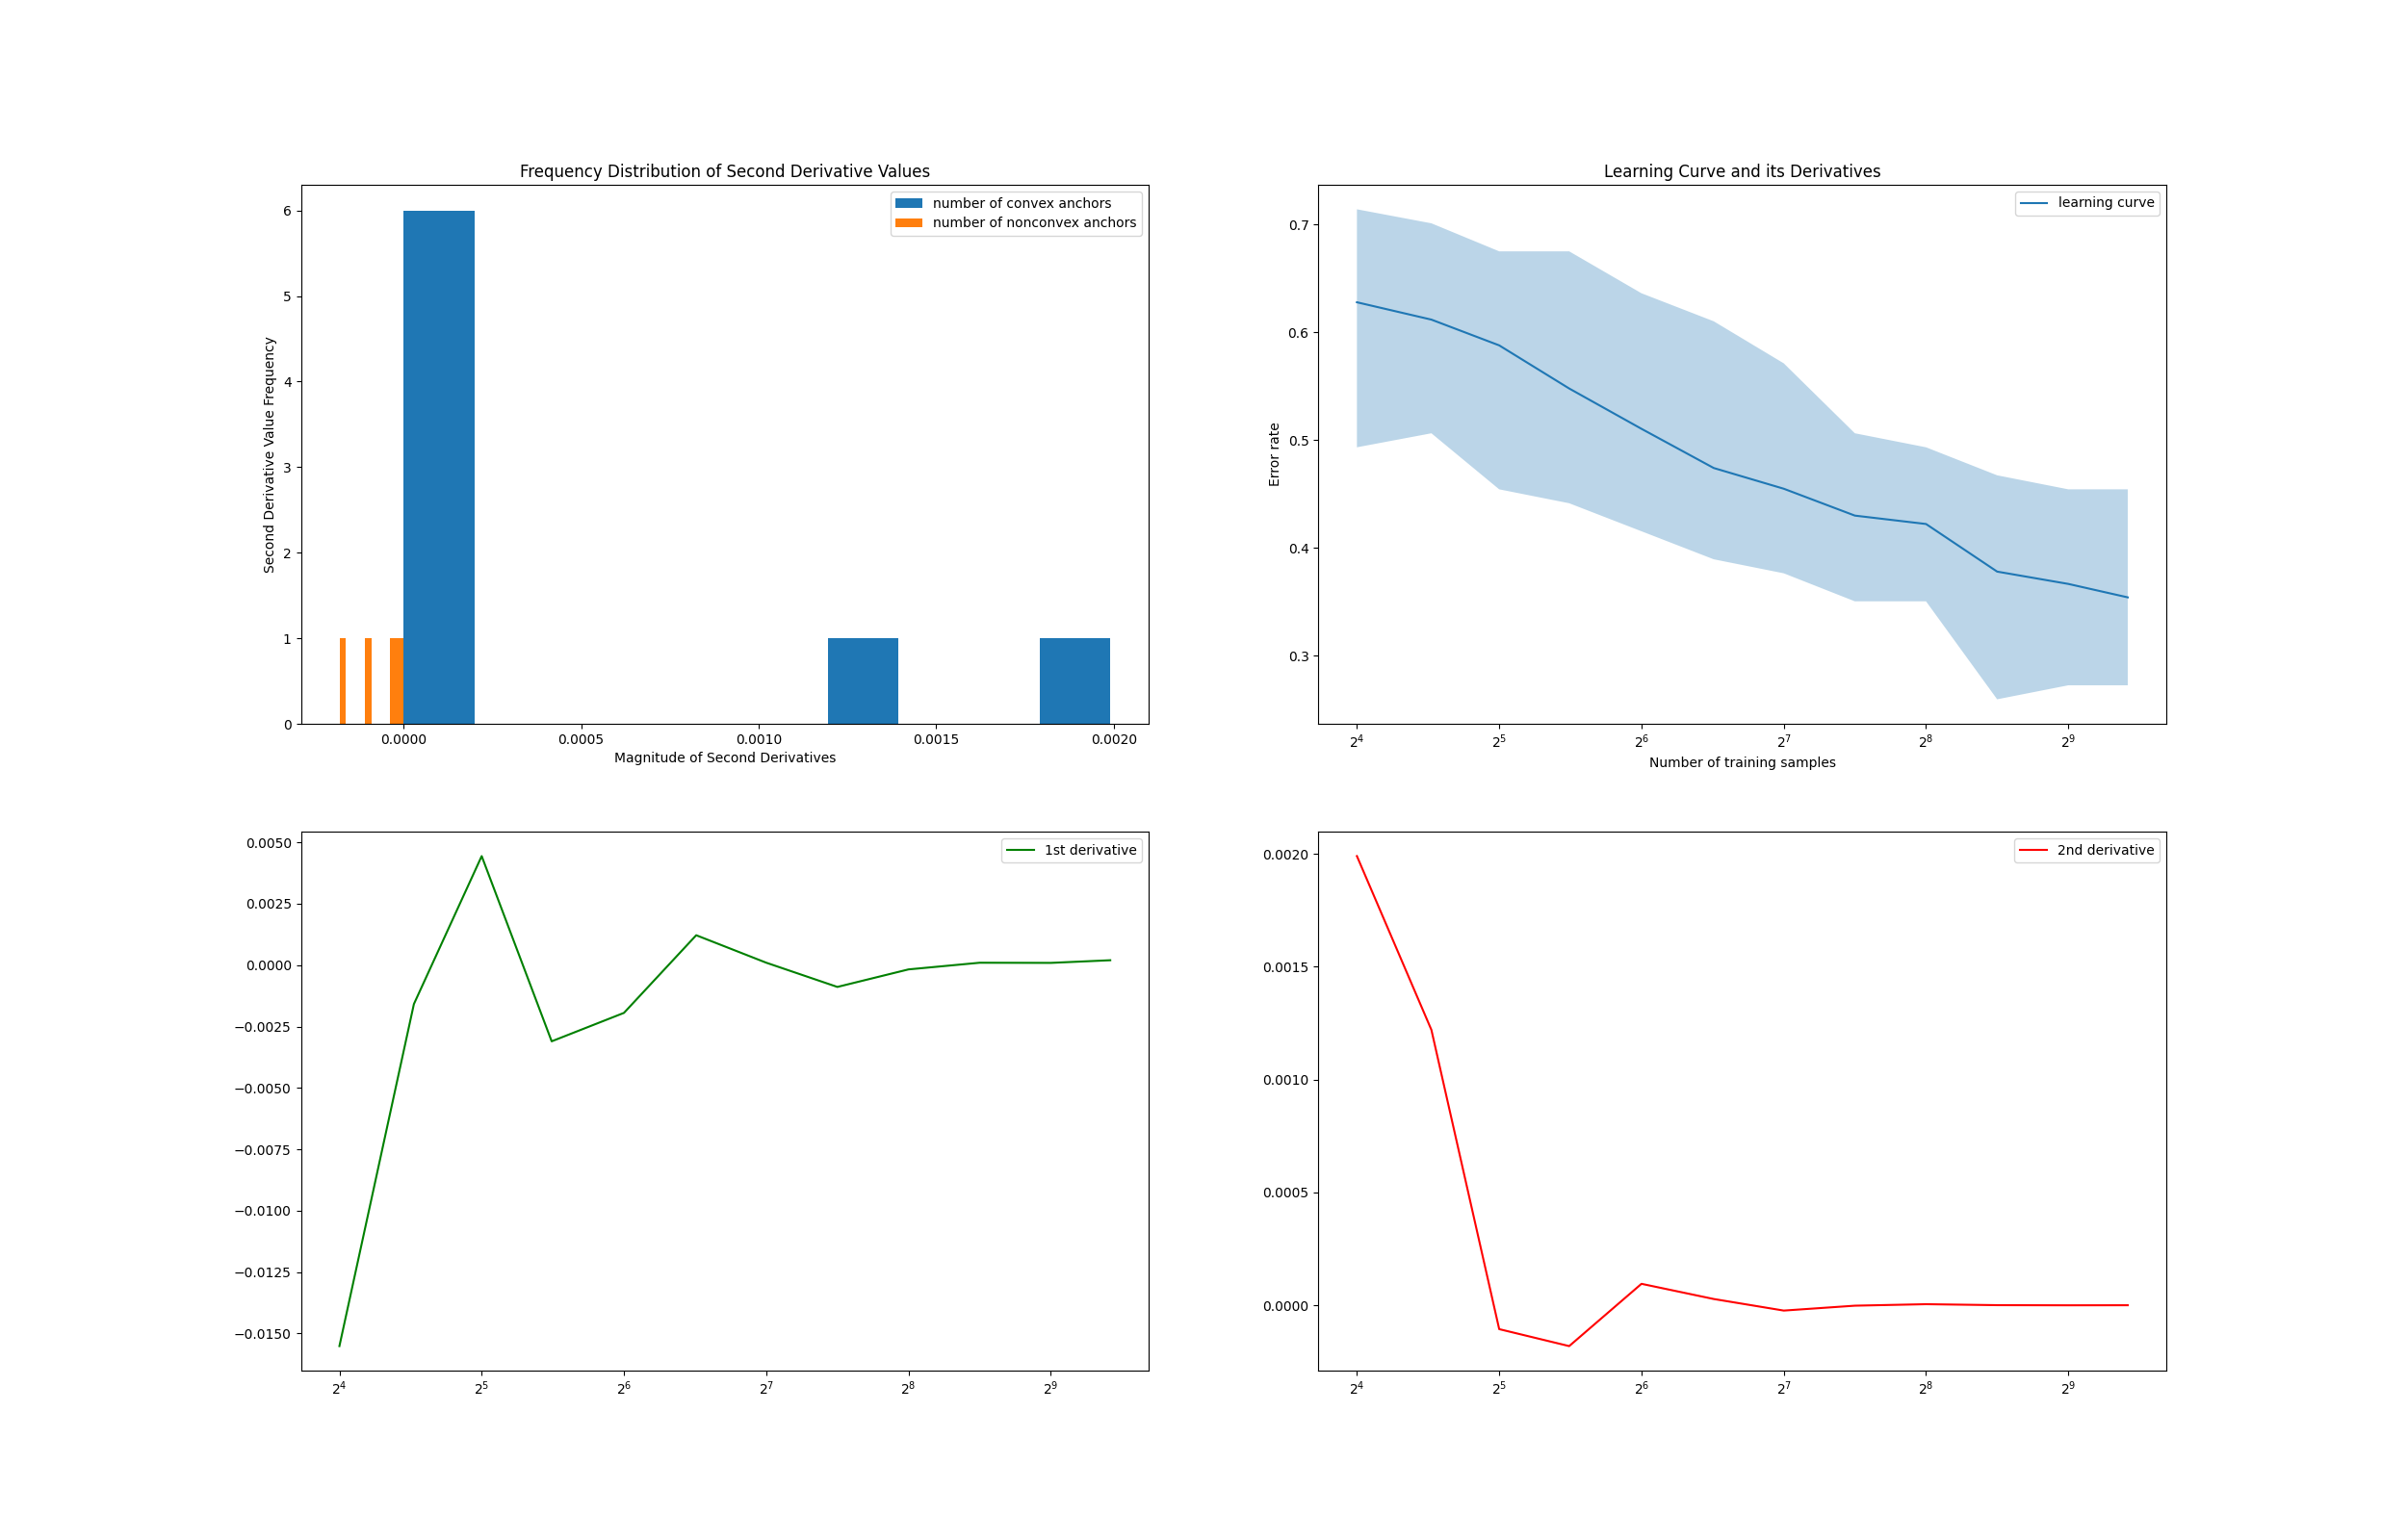 Frequency Distribution of Second Derivative Values
number of convex anchors
number of nonconvex anchors
Second Derivative Value Frequency
6
5
4
3
2
1
0
0.0000 0.0005 0.0010 0.0015 0.0020
Magnitude of Second Derivatives
Learning Curve and its Derivatives
learning curve
Error rate
0.7
0.6
0.5
0.4
0.3
2⁴ 2⁵ 2⁶ 2⁷ 2⁸ 2⁹
Number of training samples
1st derivative
0.0050
0.0025
0.0000
−0.0025
−0.0050
−0.0075
−0.0100
−0.0125
−0.0150
2⁴ 2⁵ 2⁶ 2⁷ 2⁸ 2⁹
2nd derivative
0.0020
0.0015
0.0010
0.0005
0.0000
2⁴ 2⁵ 2⁶ 2⁷ 2⁸ 2⁹